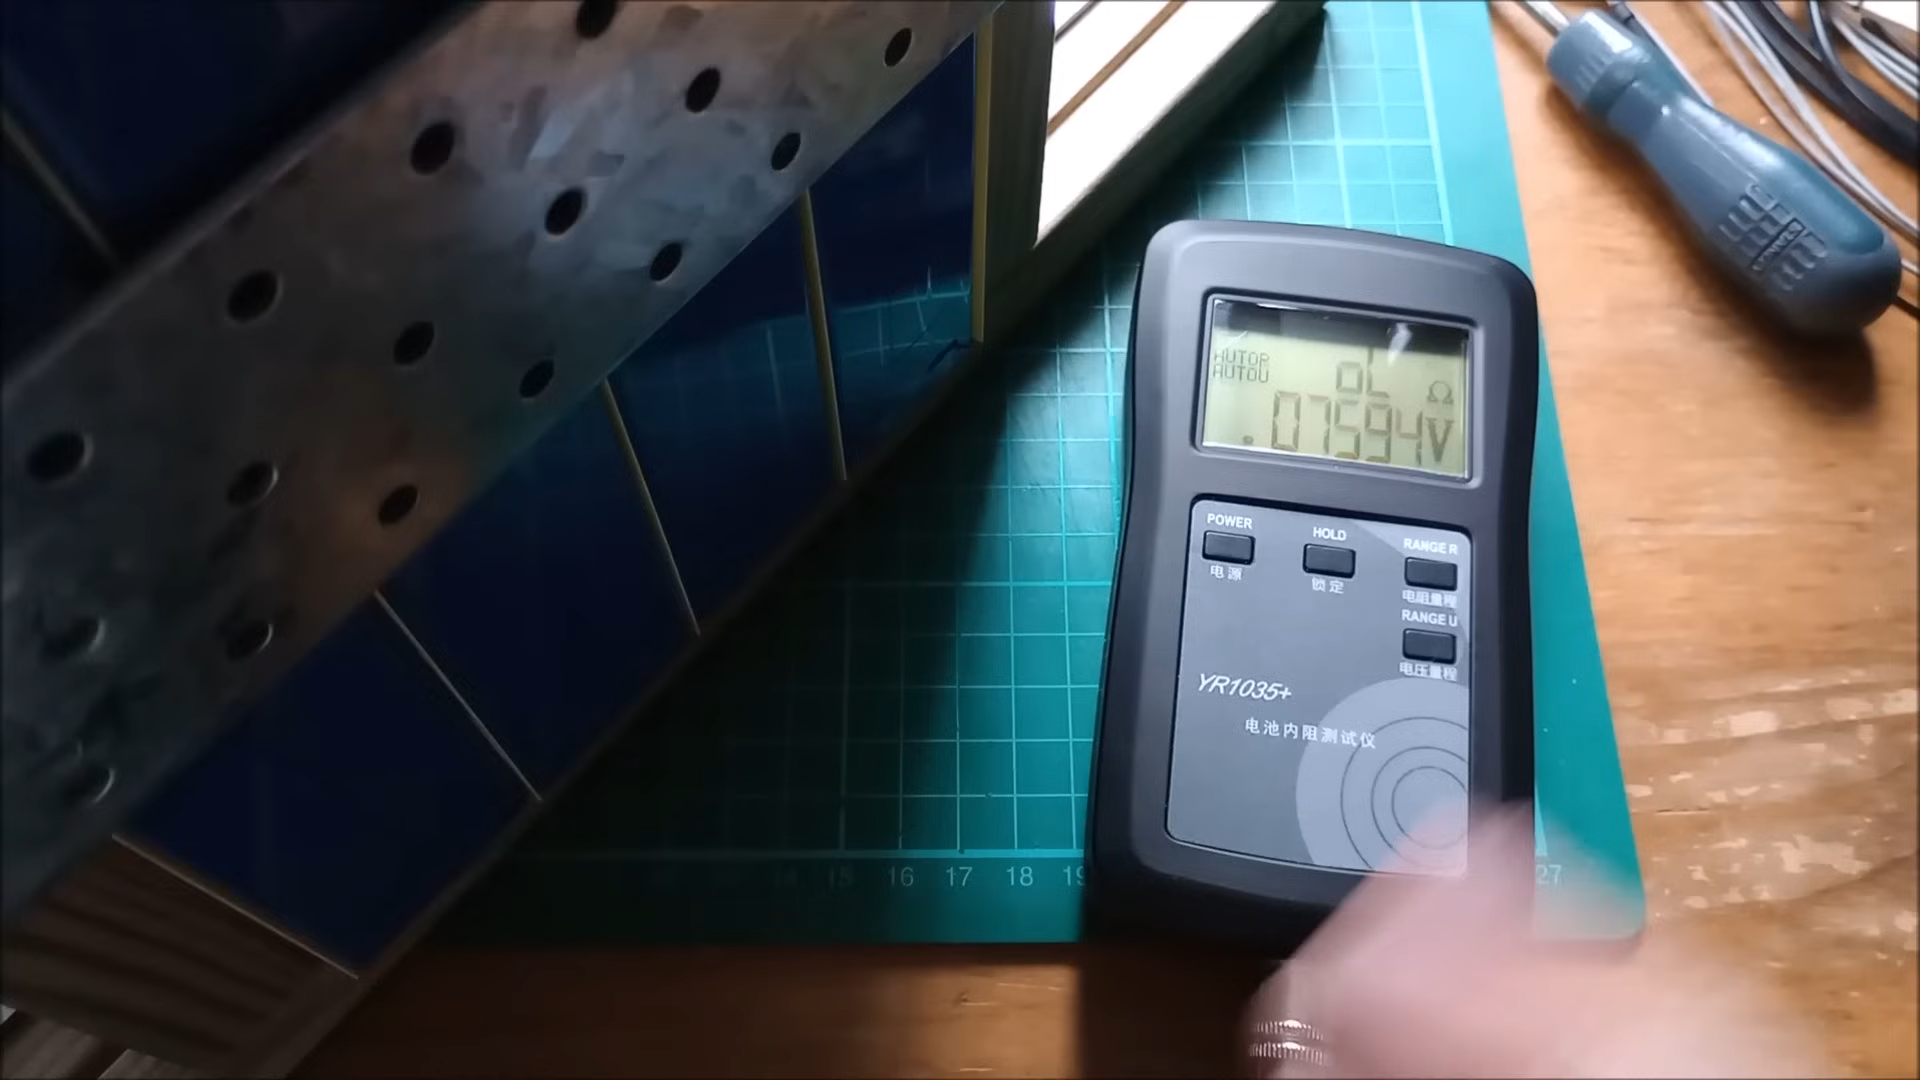 AUTOR
AUTOU
oL
Ω
.07594V
POWER
电源
HOLD
锁定
RANGE R
电阻量程
RANGE U
电压量程
YR1035+
电池内阻测试仪
15 16 17 18 19
27